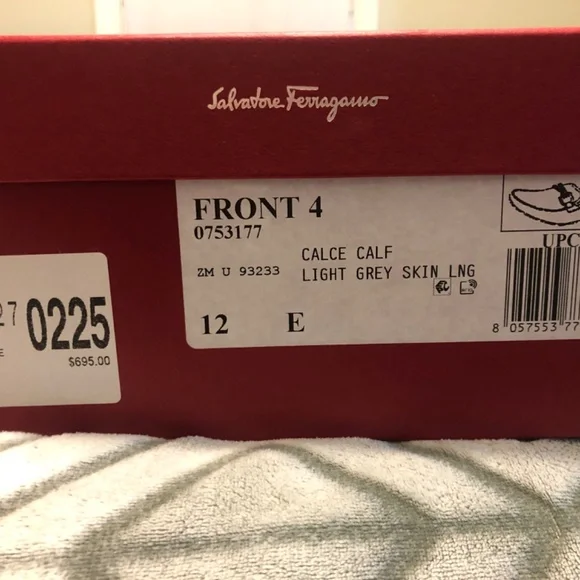 Salvatore Ferragamo
FRONT 4
0753177
ZM U 93233
CALCE CALF
LIGHT GREY SKIN LNG
12 E
UPC
8 057553 77
27
0225
E
$695.00